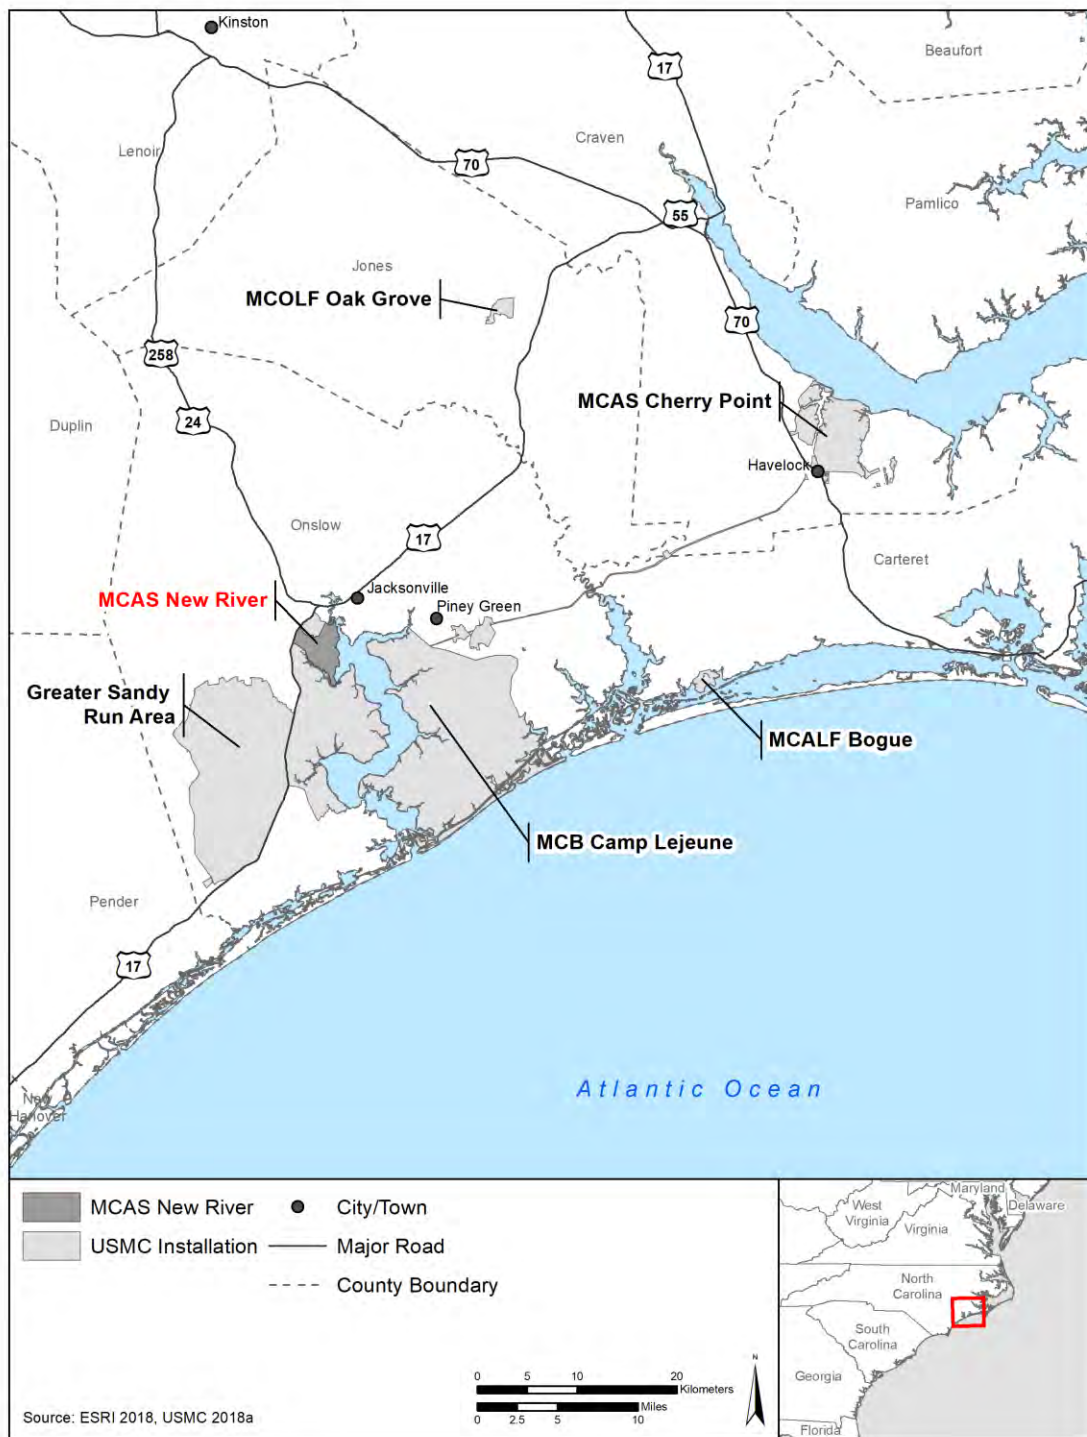 Kinston
17
Beaufort
Craven
Lenoir
70
Pamlico
55
Jones
MCOLF Oak Grove
70
258
MCAS Cherry Point
24
Duplin
Havelock
Onslow
17
Carteret
Jacksonville
MCAS New River
Piney Green
Greater Sandy
Run Area
MCALF Bogue
MCB Camp Lejeune
Pender
17
Atlantic Ocean
New
Hanover
MCAS New River
City/Town
USMC Installation
Major Road
County Boundary
Maryland
West
Virginia
Delaware
Virginia
North
Carolina
South
Carolina
Georgia
Florida
N
0 5 10 20
Kilometers
Miles
0 2.5 5 10
Source: ESRI 2018, USMC 2018a